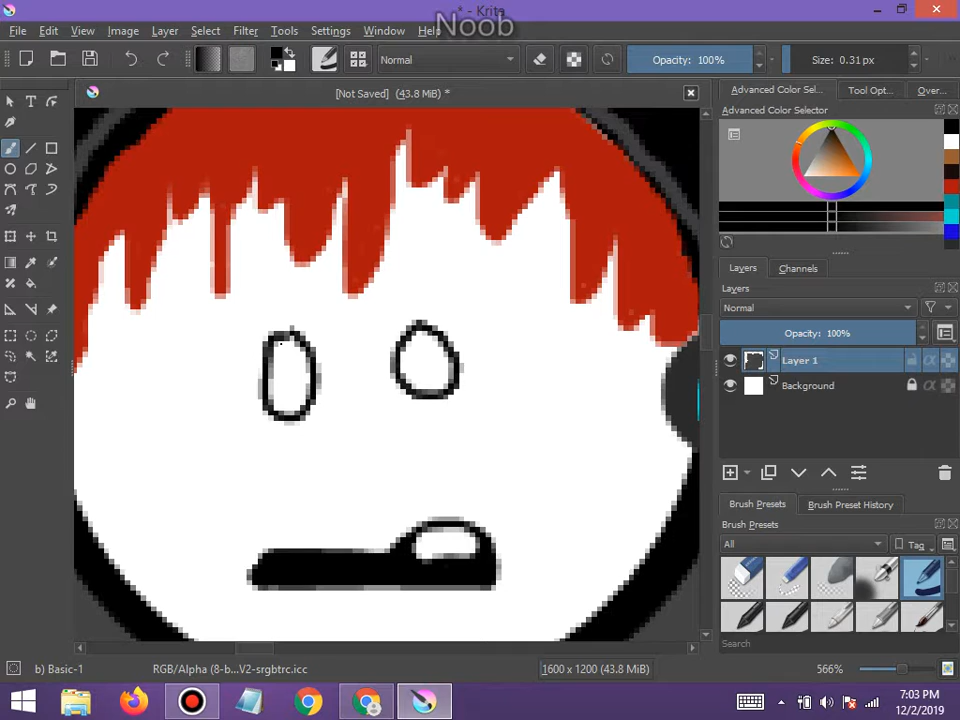 * - Krita
Noob
File Edit View Image Layer Select Filter Tools Settings Window Help
Normal Opacity: 100% Size: 0.31 px
[Not Saved] (43.8 MiB) *
Advanced Color Sel... Tool Opt... Over...
Advanced Color Selector
Layers Channels
Layers
Normal
Opacity: 100%
Layer 1
Background
Brush Presets Brush Preset History
Brush Presets
All Tag
Search
b) Basic-1 RGB/Alpha (8-b...V2-srgbtrc.icc 1600 x 1200 (43.8 MiB) 566%
7:03 PM
12/2/2019